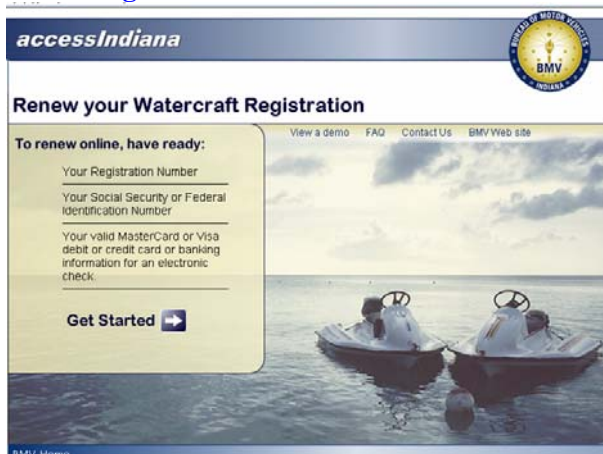 accessIndiana
BUREAU OF MOTOR VEHICLES
BMV
INDIANA
Renew your Watercraft Registration
View a demo FAQ Contact Us BMV Web site
To renew online, have ready:
Your Registration Number
Your Social Security or Federal
Identification Number
Your valid MasterCard or Visa
debit or credit card or banking
information for an electronic
check.
Get Started
BMV Home